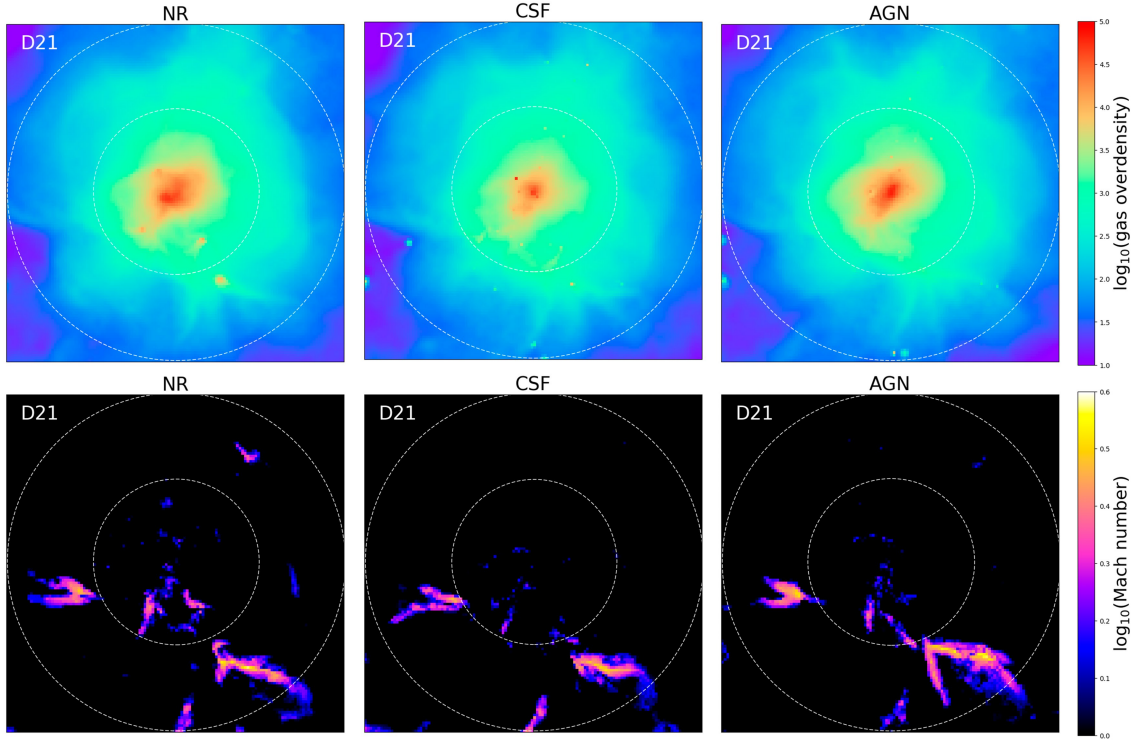 NR
CSF
AGN
D21
D21
D21
5.0
4.5
4.0
3.5
3.0
2.5
2.0
1.5
1.0
log₁₀(gas overdensity)
NR
CSF
AGN
D21
D21
D21
0.6
0.5
0.4
0.3
0.2
0.1
0.0
log₁₀(Mach number)